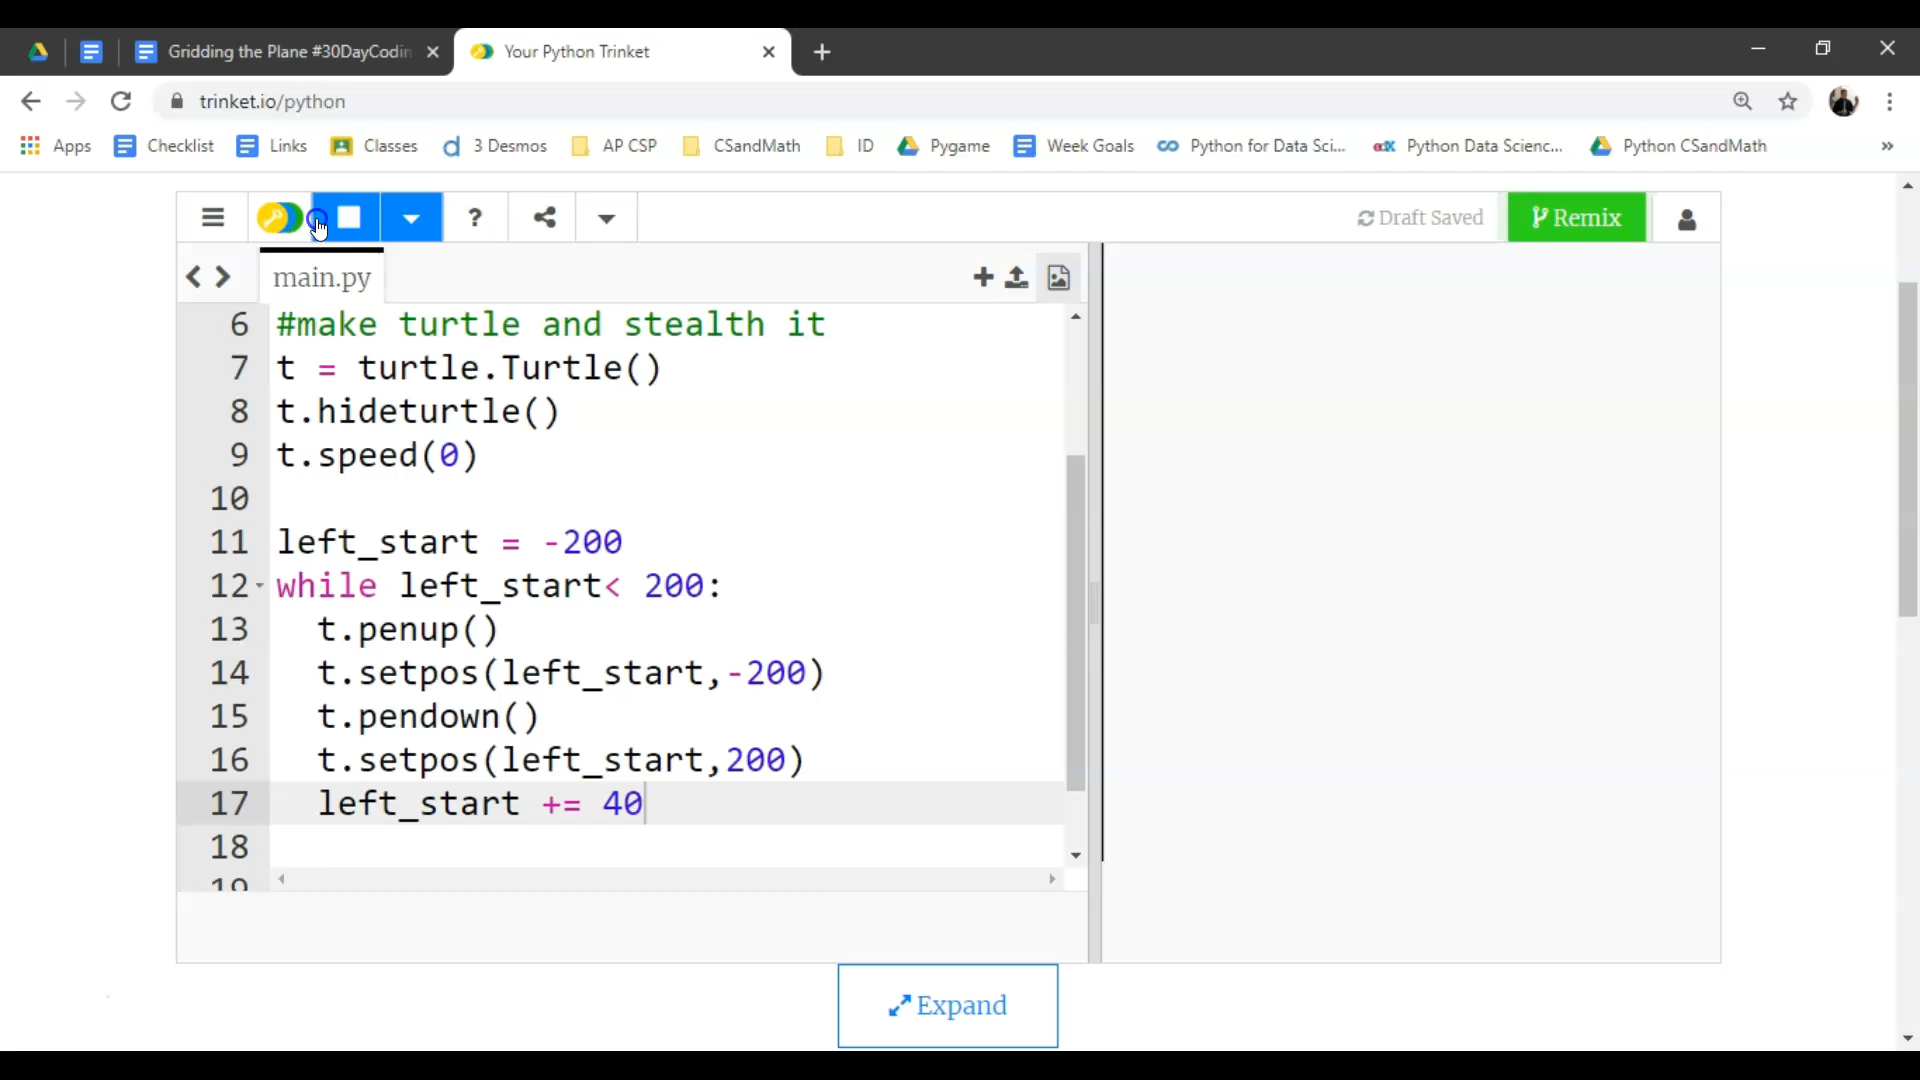 Gridding the Plane #30DayCodin
Your Python Trinket
trinket.io/python
Apps
Checklist
Links
Classes
3 Desmos
AP CSP
CSandMath
ID
Pygame
Week Goals
Python for Data Sci...
Python Data Scienc...
Python CSandMath
»
?
Draft Saved
Remix
main.py
6 #make turtle and stealth it
7 t = turtle.Turtle()
8 t.hideturtle()
9 t.speed(0)
10
11 left_start = -200
12 while left_start< 200:
13 t.penup()
14 t.setpos(left_start,-200)
15 t.pendown()
16 t.setpos(left_start,200)
17 left_start += 40
18
19
Expand